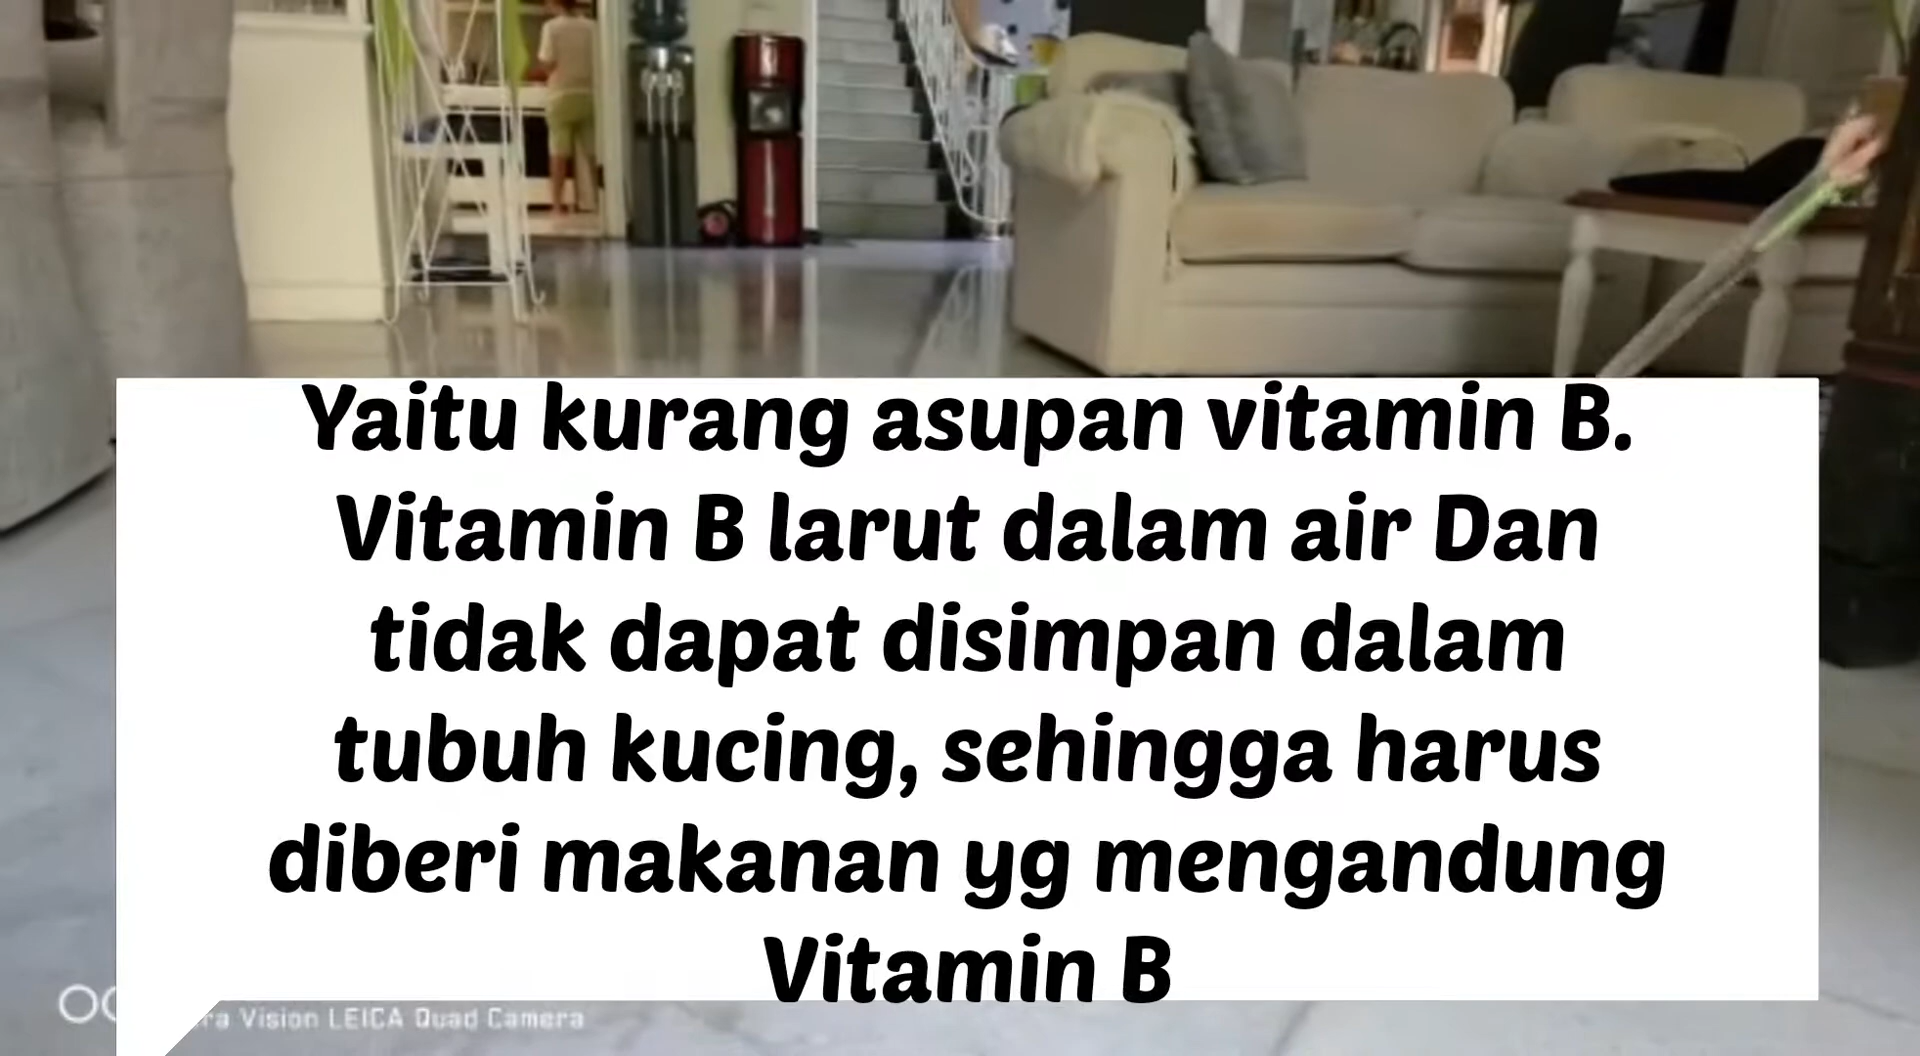 Yaitu kurang asupan vitamin B.
Vitamin B larut dalam air Dan
tidak dapat disimpan dalam
tubuh kucing, sehingga harus
diberi makanan yg mengandung
Vitamin B
Vision LEICA Quad Camera